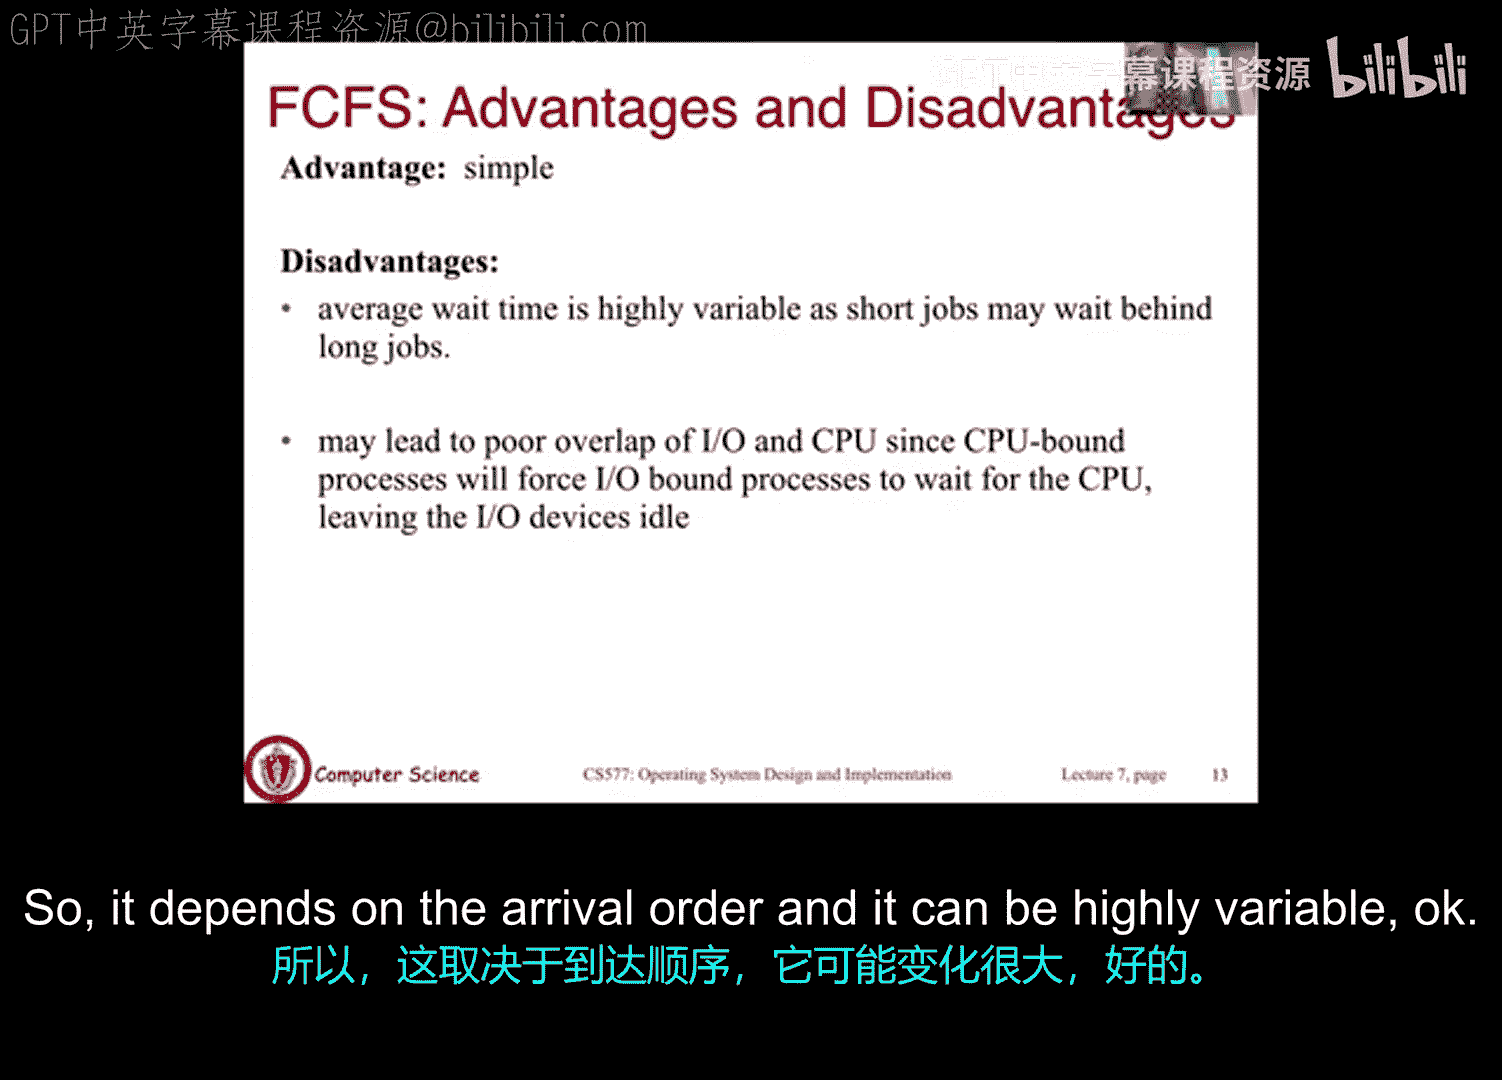 GPT中英字幕课程资源@bilibili.com
幕课程资源 bilibili
FCFS: Advantages and Disadvantages
Advantage: simple
Disadvantages:
• average wait time is highly variable as short jobs may wait behind
long jobs.
• may lead to poor overlap of I/O and CPU since CPU-bound
processes will force I/O bound processes to wait for the CPU,
leaving the I/O devices idle
Computer Science CS577: Operating System Design and Implementation Lecture 7, page 13
So, it depends on the arrival order and it can be highly variable, ok.
所以，这取决于到达顺序，它可能变化很大，好的。